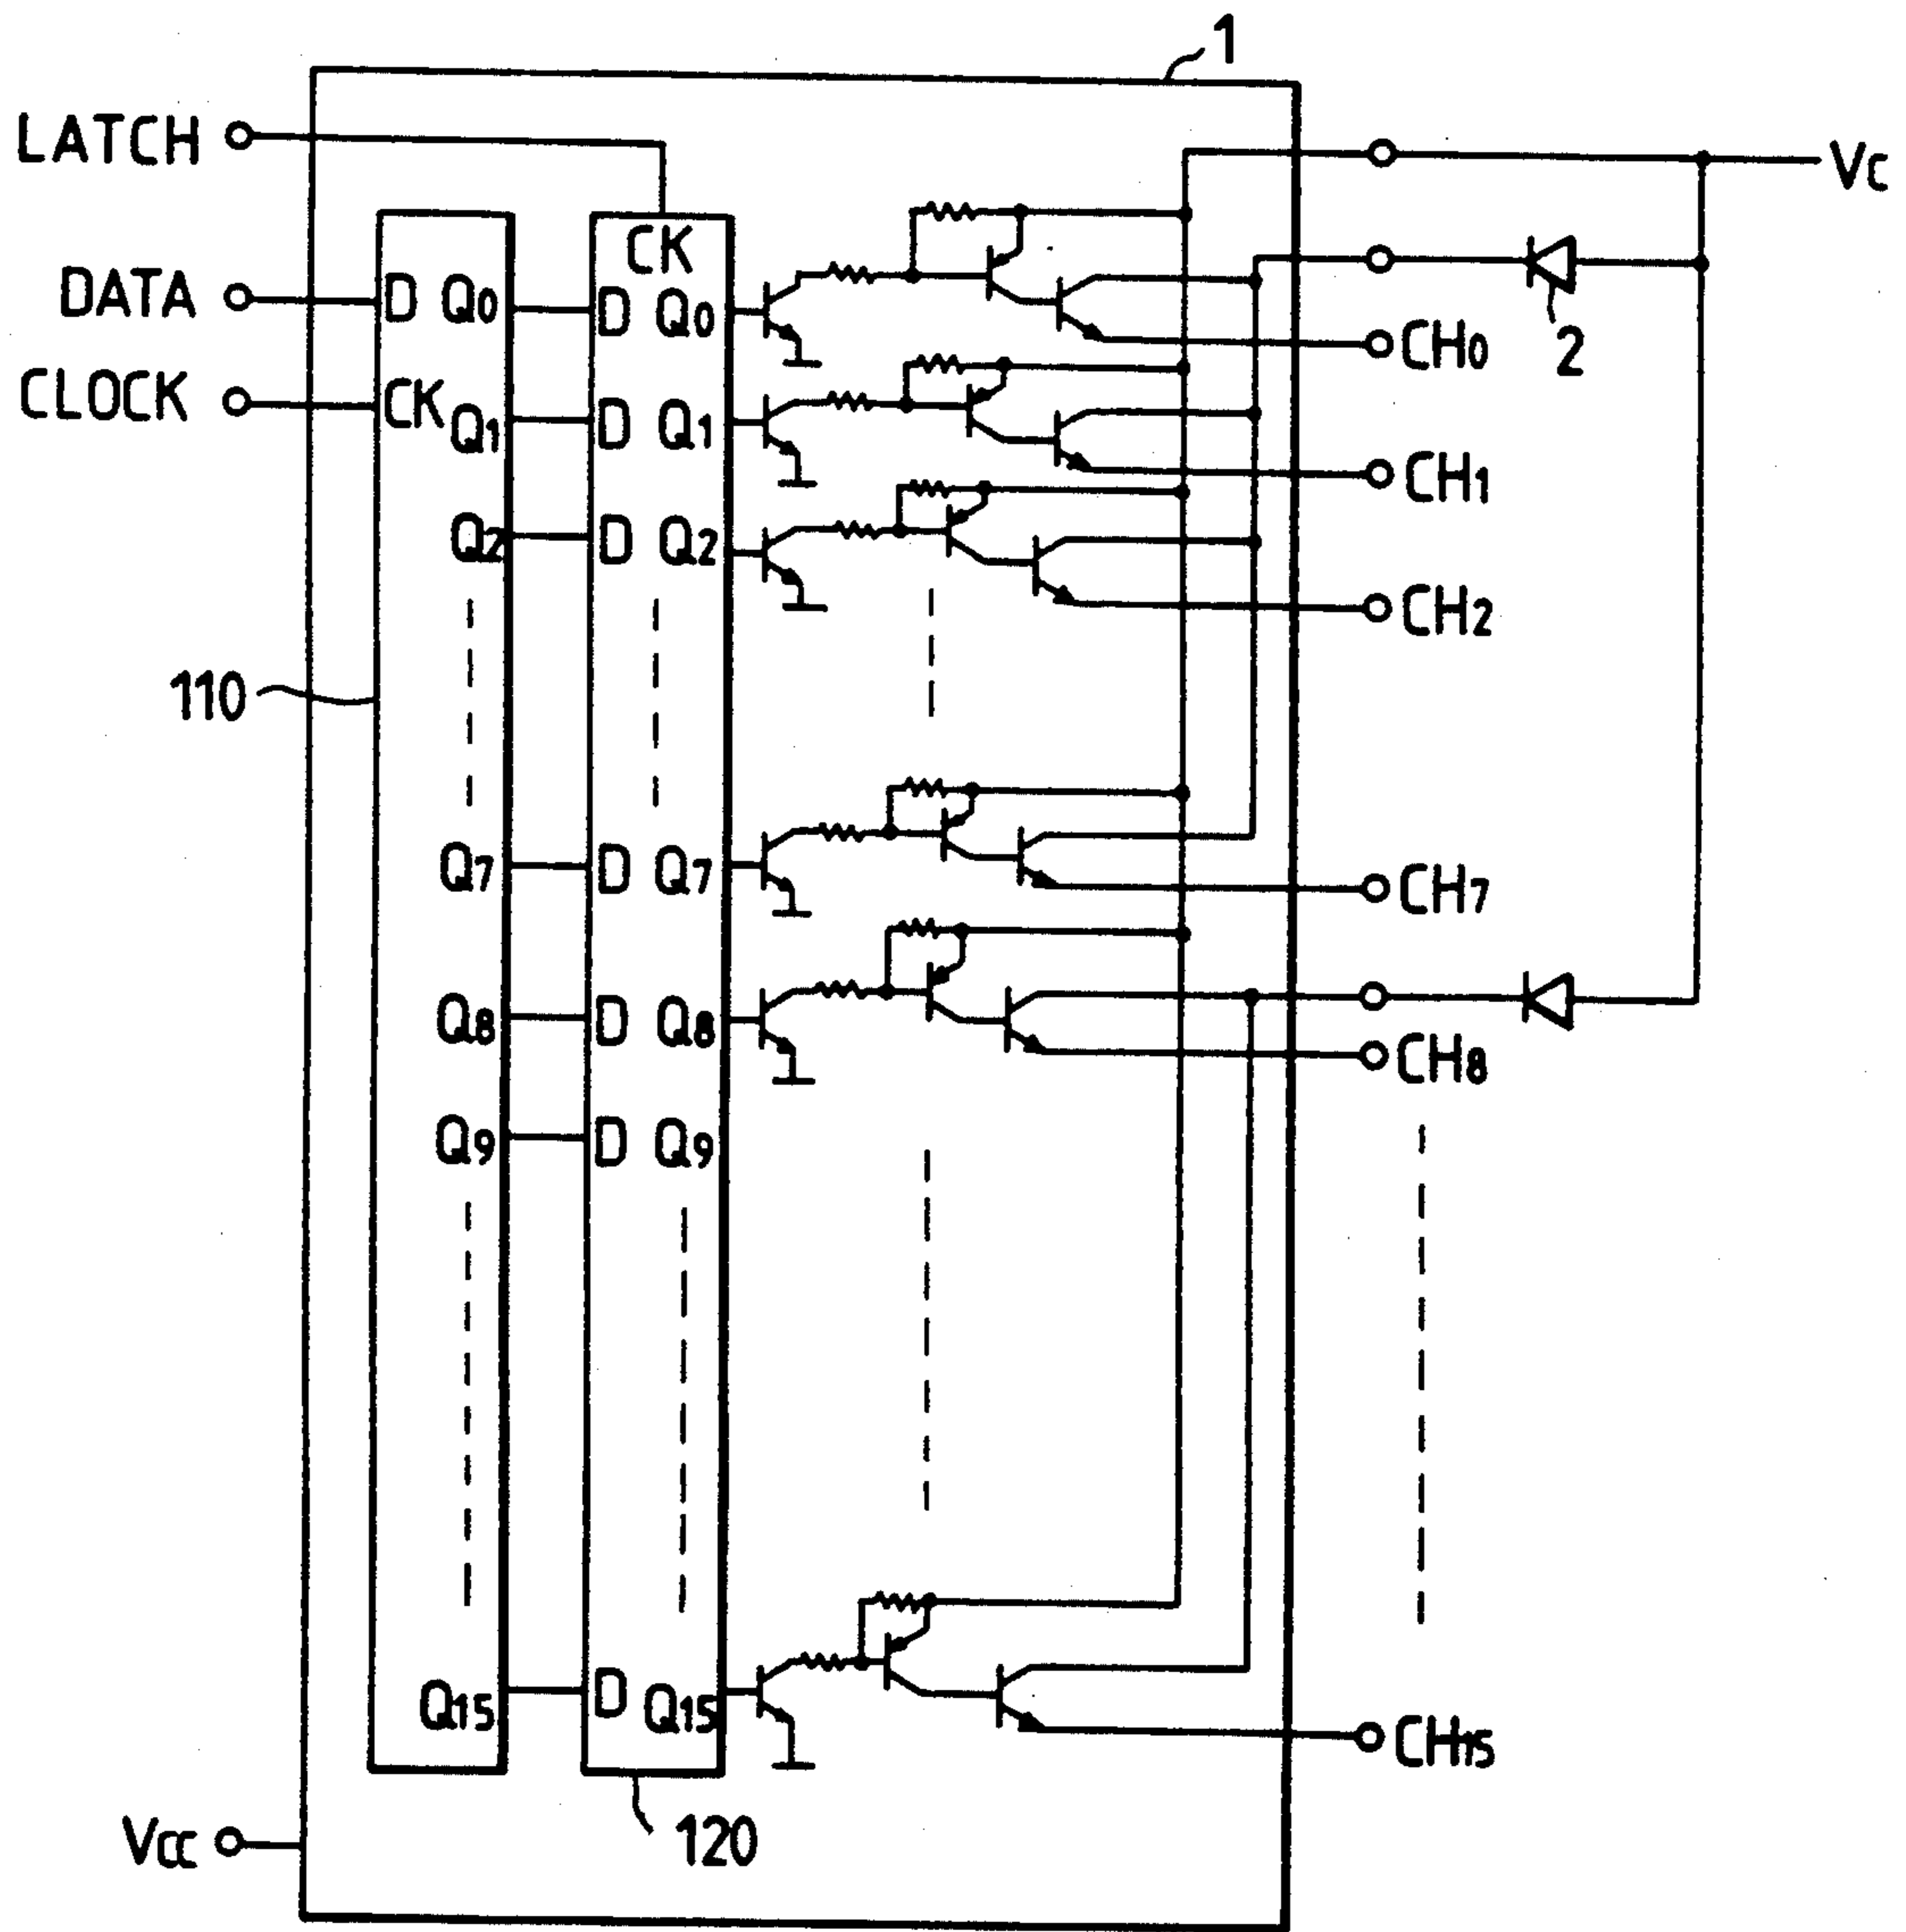 1
LATCH
VC
CK
DATA
D Q0
D Q0
CH0
2
CLOCK
CK
Q1
D Q1
CH1
Q2
D Q2
CH2
110
Q7
D Q7
CH7
Q8
D Q8
CH8
Q9
D Q9
Q15
D Q15
CH15
VCC
120